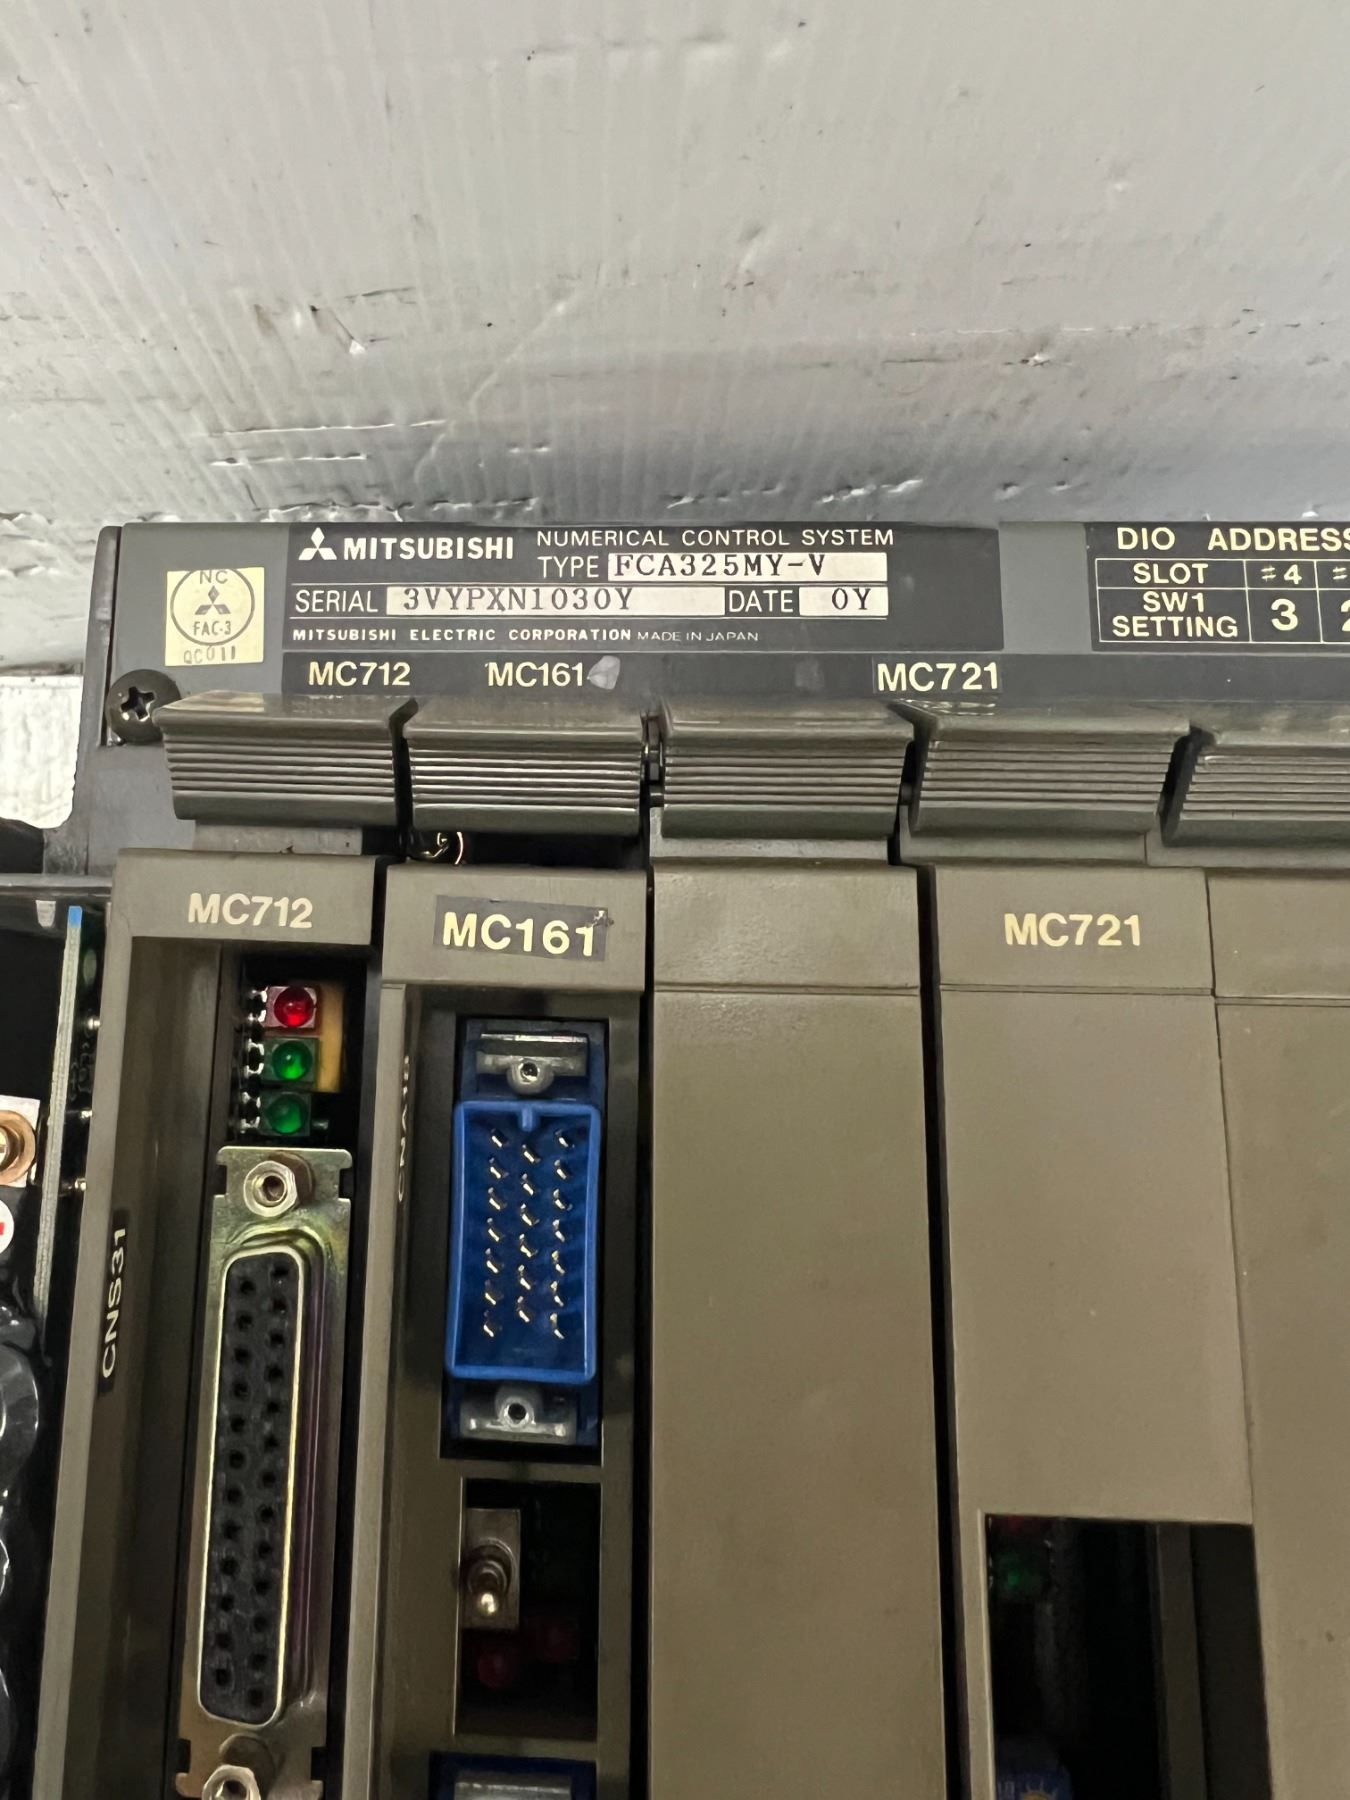 NC
FAC-3
QC011
MITSUBISHI
NUMERICAL CONTROL SYSTEM
TYPE FCA325MY-V
SERIAL 3VYPXN1030Y DATE 0Y
MITSUBISHI ELECTRIC CORPORATION MADE IN JAPAN
MC712 MC161 MC721
DIO ADDRESS
SLOT #4 #
SW1 SETTING 3 2
MC712
MC161
MC721
CNS31